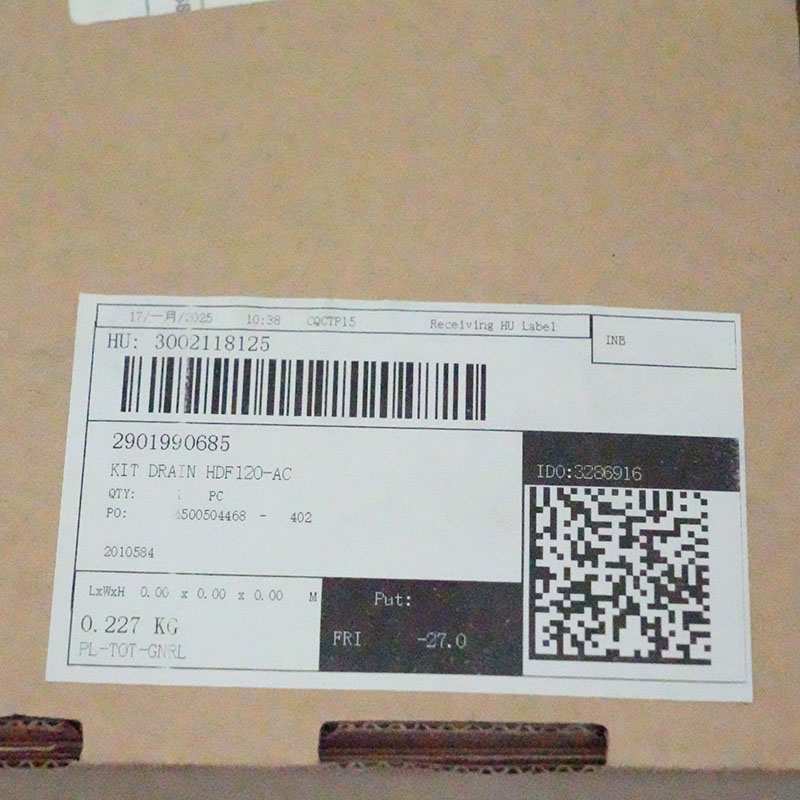 17/一月/2025 10:38 CQCTP15 Receiving HU Label
INB
HU: 3002118125
2901990685
KIT DRAIN HDF120-AC
QTY: 1 PC
PO: 4500504468 - 402
2010584
IDO:3286916
LxWxH 0.00 x 0.00 x 0.00 M
0.227 KG
PL-TOT-GNRL
Put:
FRI -27.0